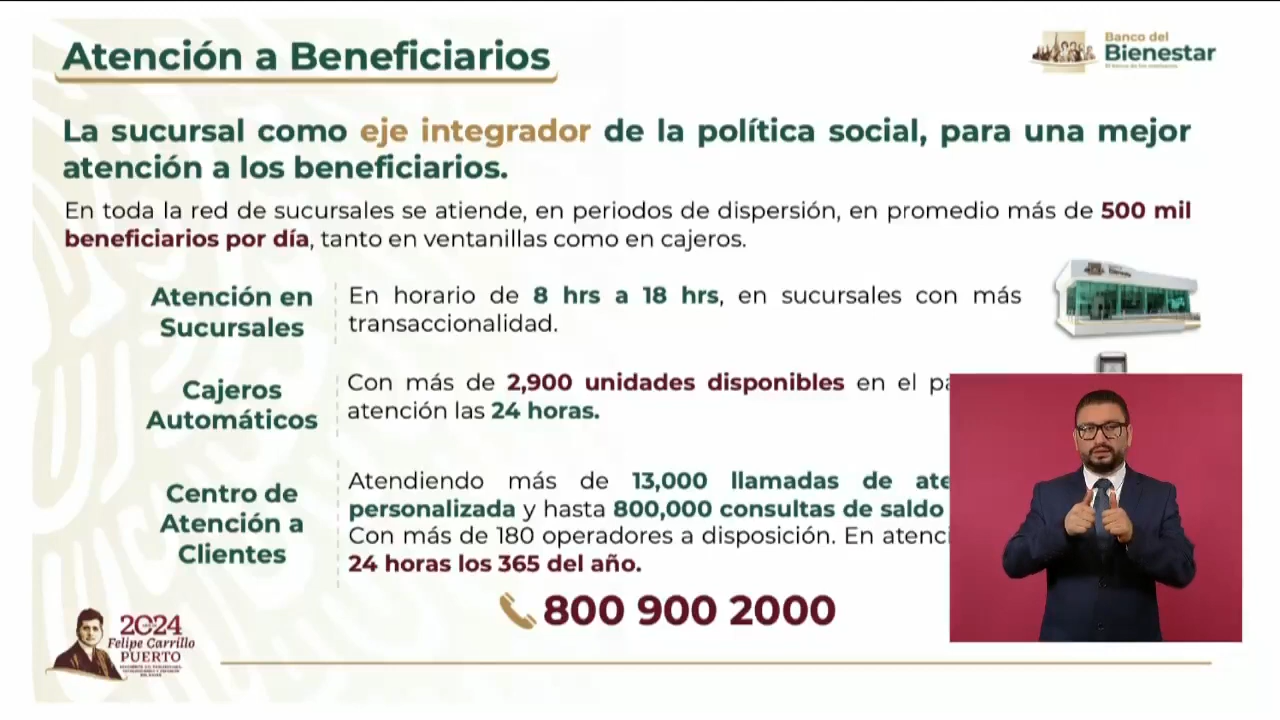 Atención a Beneficiarios
Banco del
Bienestar
La sucursal como eje integrador de la política social, para una mejor
atención a los beneficiarios.
En toda la red de sucursales se atiende, en periodos de dispersión, en promedio más de 500 mil
beneficiarios por día, tanto en ventanillas como en cajeros.
Atención en
Sucursales
En horario de 8 hrs a 18 hrs, en sucursales con más
transaccionalidad.
Cajeros
Automáticos
Con más de 2,900 unidades disponibles en el
atención las 24 horas.
Centro de
Atención a
Clientes
Atendiendo más de 13,000 llamadas de
personalizada y hasta 800,000 consultas de saldo
Con más de 180 operadores a disposición. En
24 horas los 365 del año.
800 900 2000
2024
Felipe Carrillo
PUERTO